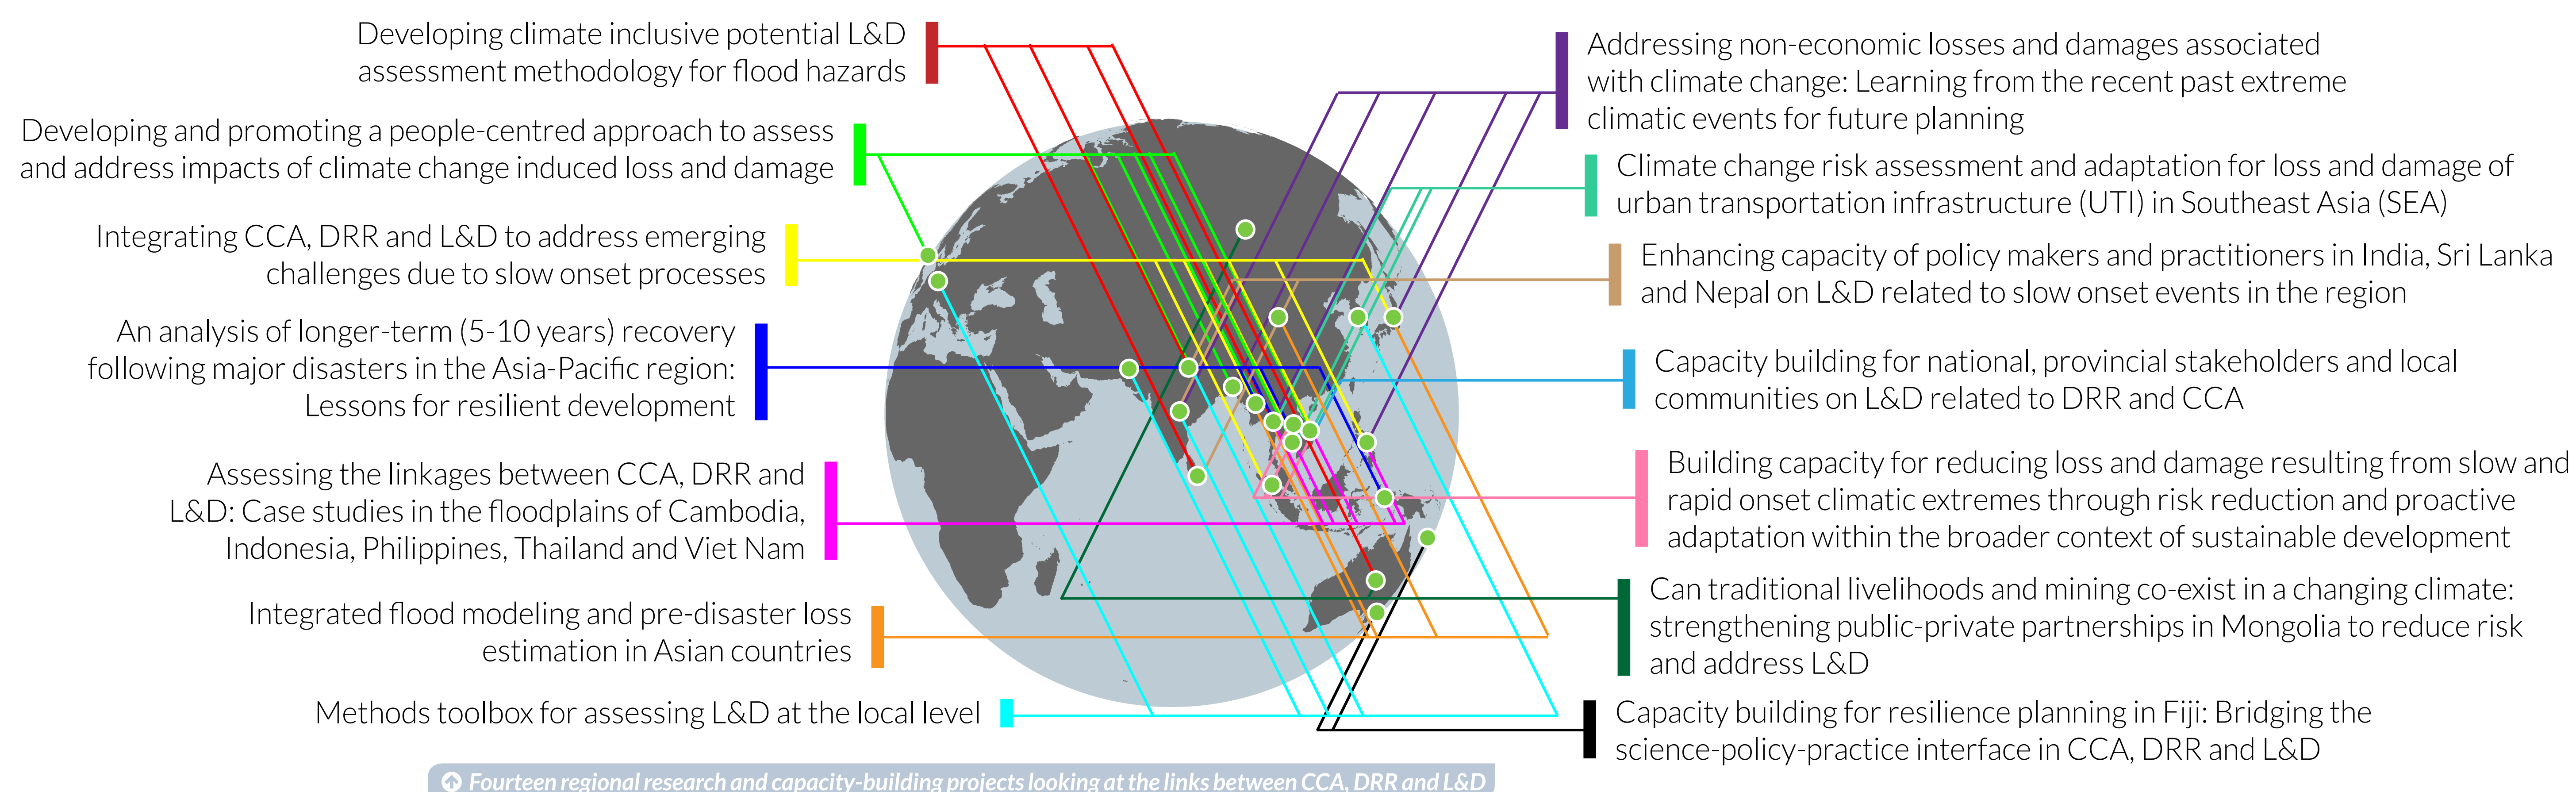 Developing climate inclusive potential L&D
assessment methodology for flood hazards
Developing and promoting a people-centred approach to assess
and address impacts of climate change induced loss and damage
Integrating CCA, DRR and L&D to address emerging
challenges due to slow onset processes
An analysis of longer-term (5-10 years) recovery
following major disasters in the Asia-Pacific region:
Lessons for resilient development
Assessing the linkages between CCA, DRR and
L&D: Case studies in the floodplains of Cambodia,
Indonesia, Philippines, Thailand and Viet Nam
Integrated flood modeling and pre-disaster loss
estimation in Asian countries
Methods toolbox for assessing L&D at the local level
Addressing non-economic losses and damages associated
with climate change: Learning from the recent past extreme
climatic events for future planning
Climate change risk assessment and adaptation for loss and damage of
urban transportation infrastructure (UTI) in Southeast Asia (SEA)
Enhancing capacity of policy makers and practitioners in India, Sri Lanka
and Nepal on L&D related to slow onset events in the region
Capacity building for national, provincial stakeholders and local
communities on L&D related to DRR and CCA
Building capacity for reducing loss and damage resulting from slow and
rapid onset climatic extremes through risk reduction and proactive
adaptation within the broader context of sustainable development
Can traditional livelihoods and mining co-exist in a changing climate:
strengthening public-private partnerships in Mongolia to reduce risk
and address L&D
Capacity building for resilience planning in Fiji: Bridging the
science-policy-practice interface in CCA, DRR and L&D
Fourteen regional research and capacity-building projects looking at the links between CCA, DRR and L&D